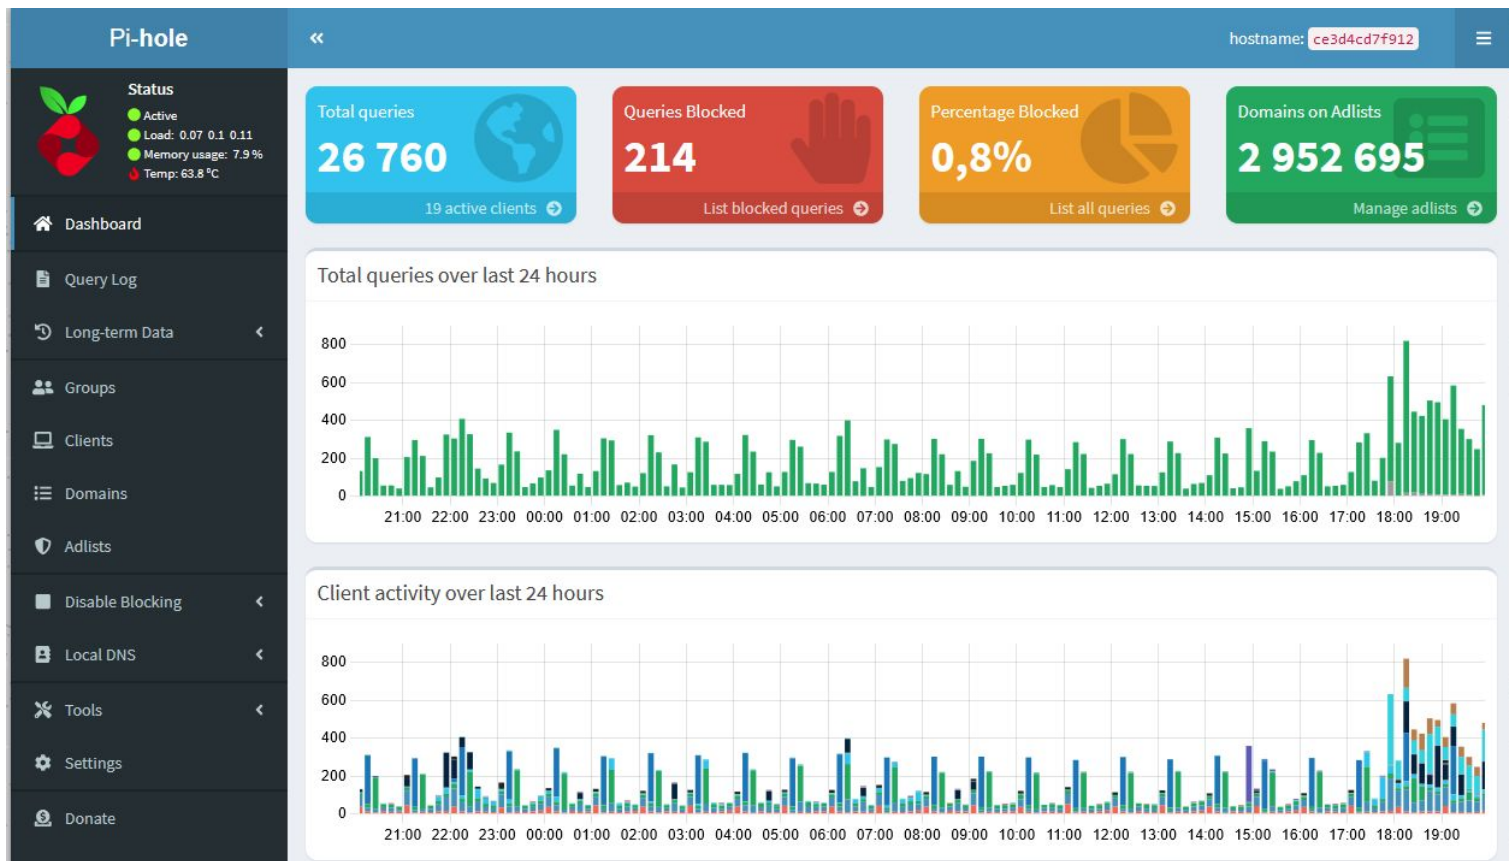 Pi-hole
hostname: ce3d4cd7f912
Status
Active
Load: 0.07 0.1 0.11
Memory usage: 7.9 %
Temp: 63.8 °C
Dashboard
Query Log
Long-term Data
Groups
Clients
Domains
Adlists
Disable Blocking
Local DNS
Tools
Settings
Donate
Total queries
26 760
19 active clients
Queries Blocked
214
List blocked queries
Percentage Blocked
0,8%
List all queries
Domains on Adlists
2 952 695
Manage adlists
Total queries over last 24 hours
800
600
400
200
0
21:00 22:00 23:00 00:00 01:00 02:00 03:00 04:00 05:00 06:00 07:00 08:00 09:00 10:00 11:00 12:00 13:00 14:00 15:00 16:00 17:00 18:00 19:00
Client activity over last 24 hours
800
600
400
200
0
21:00 22:00 23:00 00:00 01:00 02:00 03:00 04:00 05:00 06:00 07:00 08:00 09:00 10:00 11:00 12:00 13:00 14:00 15:00 16:00 17:00 18:00 19:00